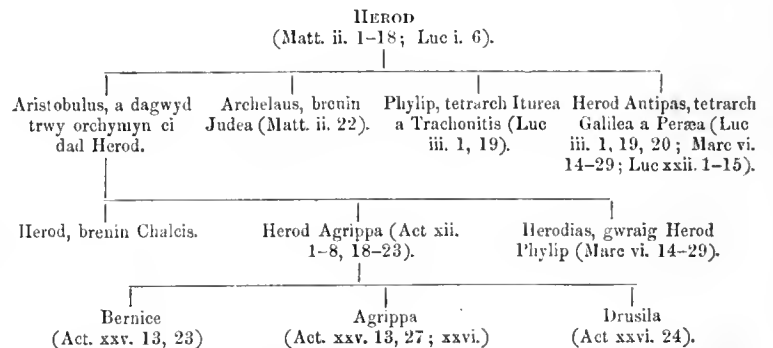 HEROD
(Matt. ii. 1–18; Luc i. 6).
Aristobulus, a dagwyd
trwy orchymyn ei
dad Herod.
Archelaus, brenin
Judea (Matt. ii. 22).
Phylip, tetrarch Iturea
a Trachonitis (Luc
iii. 1, 19).
Herod Antipas, tetrarch
Galilea a Peræa (Luc
iii. 1, 19, 20; Marc vi.
14–29; Luc xxii. 1–15).
Herod, brenin Chalcis.
Herod Agrippa (Act xii.
1–8, 18–23).
Herodias, gwraig Herod
Phylip (Marc vi. 14–29).
Bernice
(Act. xxv. 13, 23)
Agrippa
(Act. xxv. 13, 27; xxvi.)
Drusila
(Act xxvi. 24).